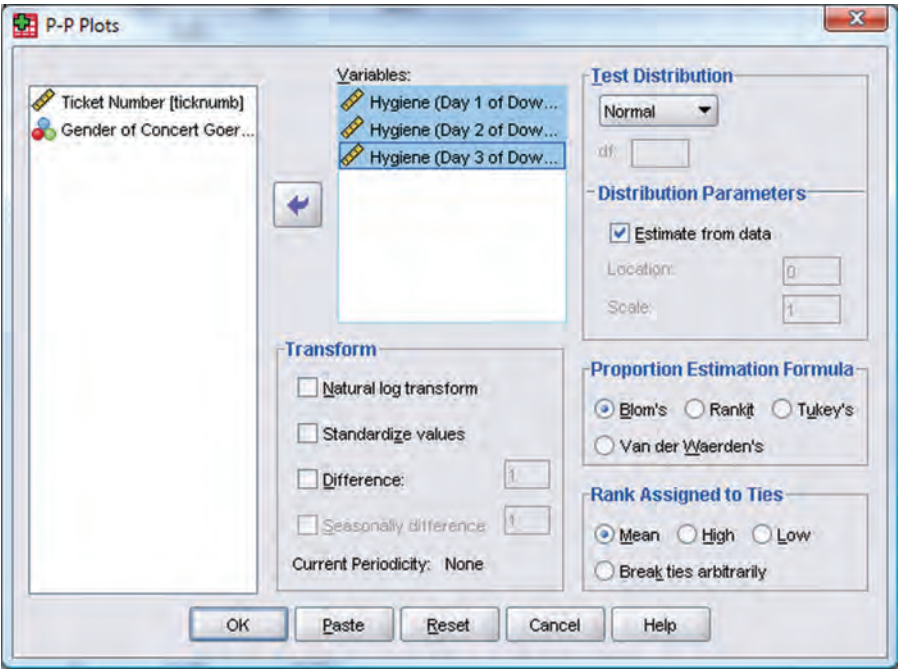 P-P Plots
Ticket Number [ticknumb]
Gender of Concert Goer...
Variables:
Hygiene (Day 1 of Dow...
Hygiene (Day 2 of Dow...
Hygiene (Day 3 of Dow...
Transform
Natural log transform
Standardize values
Difference: 1
Seasonally difference 1
Current Periodicity: None
Test Distribution
Normal
df:
Distribution Parameters
Estimate from data
Location: 0
Scale: 1
Proportion Estimation Formula
Blom's Rankit Tukey's
Van der Waerden's
Rank Assigned to Ties
Mean High Low
Break ties arbitrarily
OK Paste Reset Cancel Help